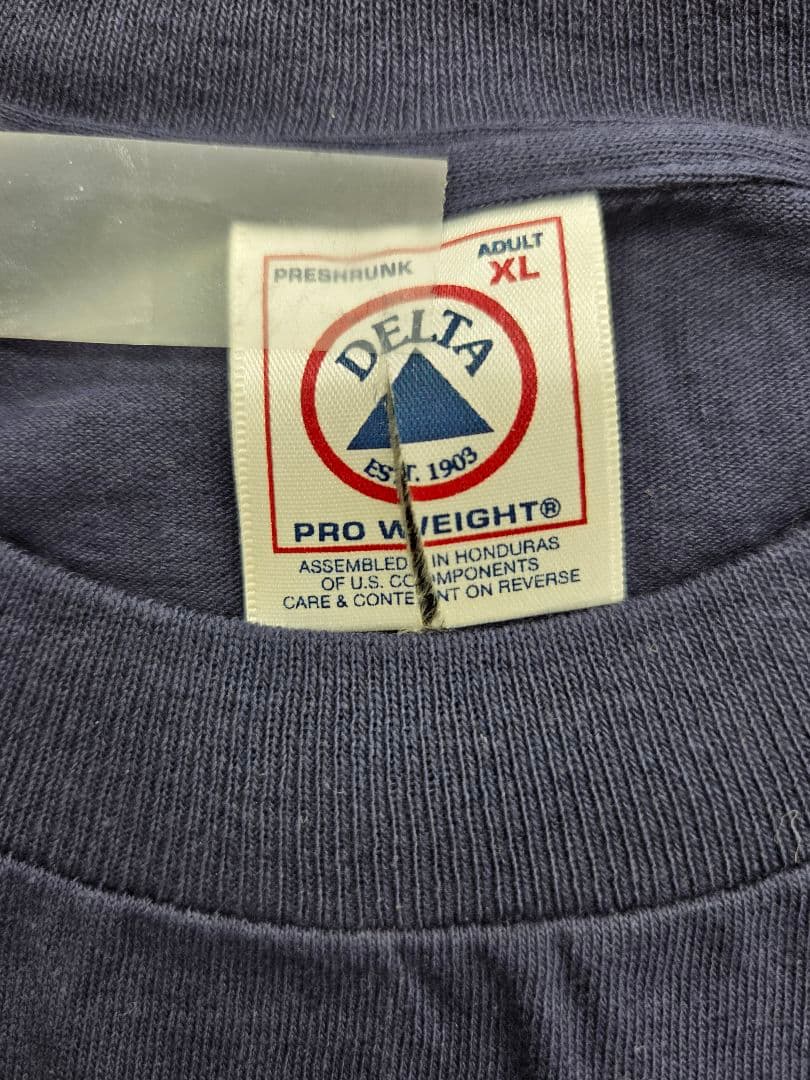 PRESHRUNK
ADULT
XL
DELTA
EST. 1903
PRO WEIGHT®
ASSEMBLED IN HONDURAS
OF U.S. COMPONENTS
CARE & CONTENT ON REVERSE